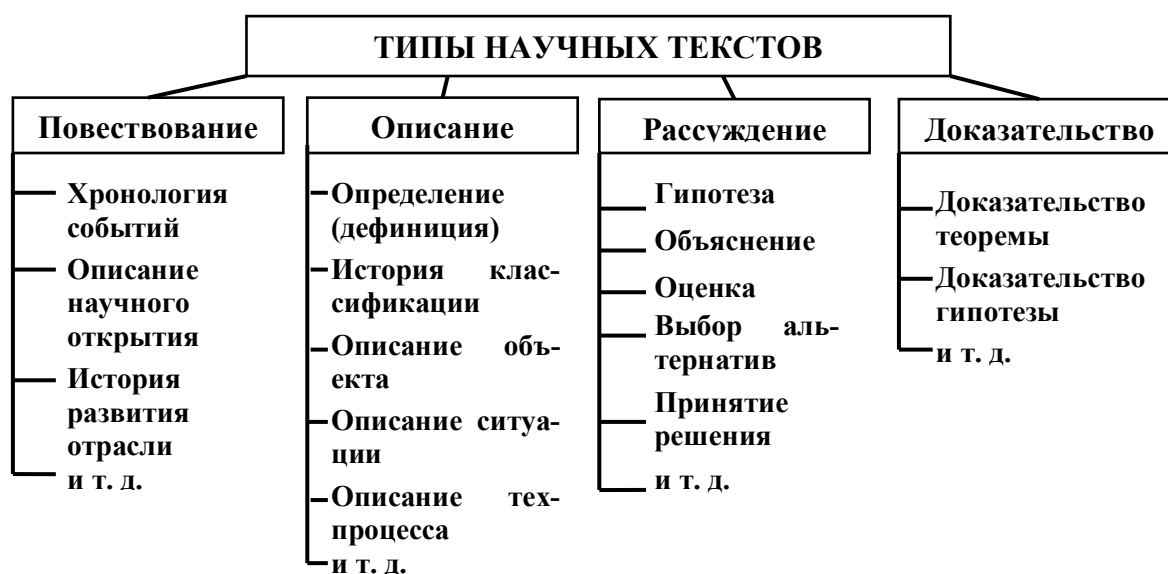 ТИПЫ НАУЧНЫХ ТЕКСТОВ
Повествование
Хронология
событий
Описание
научного
открытия
История
развития
отрасли
и т. д.
Описание
Определение
(дефиниция)
История клас-
сификации
Описание объ-
екта
Описание ситуа-
ции
Описание тех-
процесса
и т. д.
Рассуждение
Гипотеза
Объяснение
Оценка
Выбор аль-
тернатив
Принятие
решения
и т. д.
Доказательство
Доказательство
теоремы
Доказательство
гипотезы
и т. д.